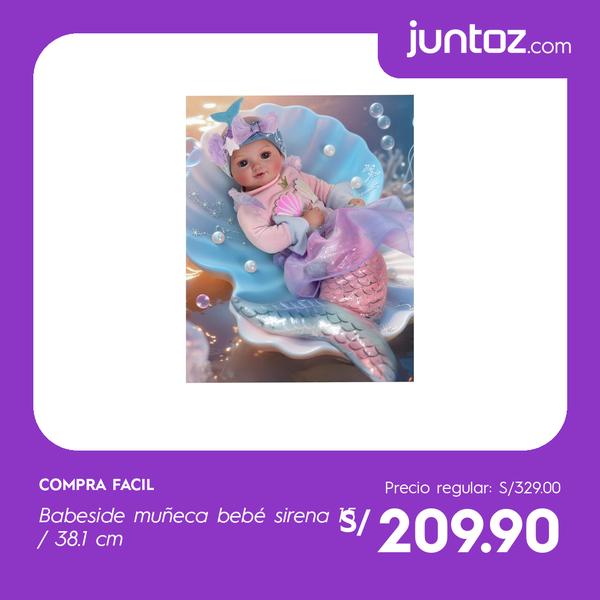 juntoz.com
COMPRA FACIL
Precio regular: S/329.00
Babeside muñeca bebé sirena
/ 38.1 cm
S/ 209.90